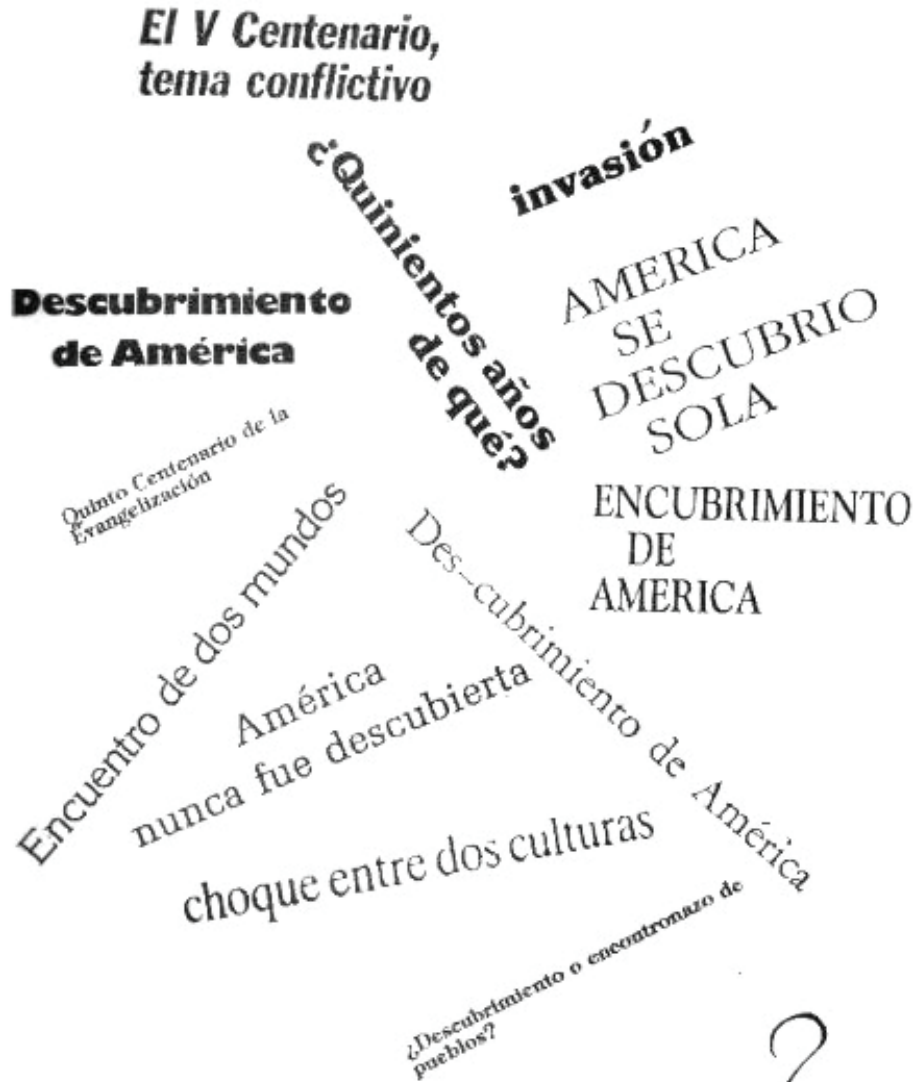 El V Centenario,
tema conflictivo
¿Quinientos años
de qué?
invasión
AMERICA
SE
DESCUBRIO
SOLA
Descubrimiento
de América
Quinto Centenario de la
Evangelización
ENCUBRIMIENTO
DE
AMERICA
Encuentro de dos mundos
Des-cubrimiento de América
América
nunca fue descubierta
choque entre dos culturas
¿Descubrimiento o encontronazo de
pueblos?
?